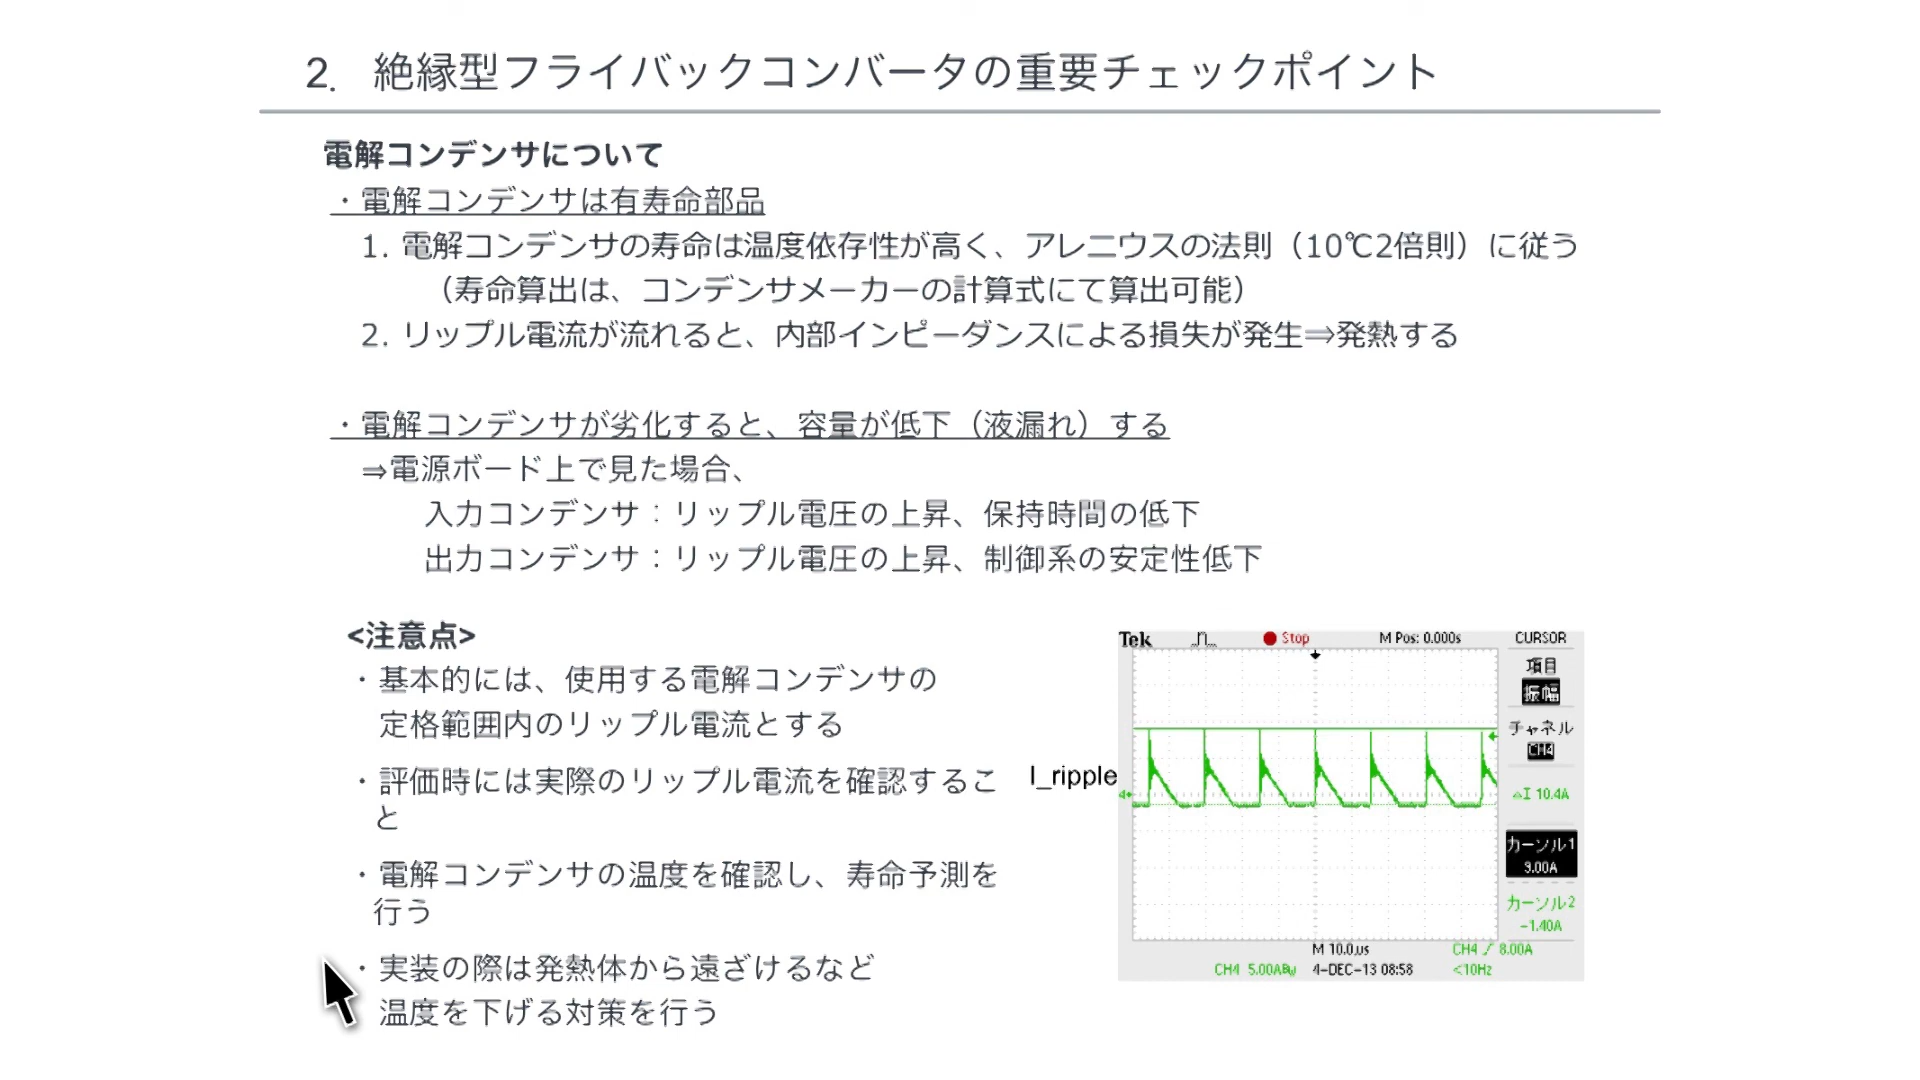 2．絶縁型フライバックコンバータの重要チェックポイント
電解コンデンサについて
・電解コンデンサは有寿命部品
1. 電解コンデンサの寿命は温度依存性が高く、アレニウスの法則（10℃2倍則）に従う
（寿命算出は、コンデンサメーカーの計算式にて算出可能）
2. リップル電流が流れると、内部インピーダンスによる損失が発生⇒発熱する
・電解コンデンサが劣化すると、容量が低下（液漏れ）する
⇒電源ボード上で見た場合、
入力コンデンサ：リップル電圧の上昇、保持時間の低下
出力コンデンサ：リップル電圧の上昇、制御系の安定性低下
<注意点>
・基本的には、使用する電解コンデンサの
定格範囲内のリップル電流とする
・評価時には実際のリップル電流を確認するこ
と
・電解コンデンサの温度を確認し、寿命予測を
行う
・実装の際は発熱体から遠ざけるなど
温度を下げる対策を行う
I_ripple
Tek Stop M Pos: 0.000s CURSOR
項目
振幅
チャネル
CH4
△I 10.4A
カーソル1
9.00A
カーソル2
-1.40A
M 10.0us CH4 / 8.00A
CH4 5.00ABw 4-DEC-13 08:58 <10Hz